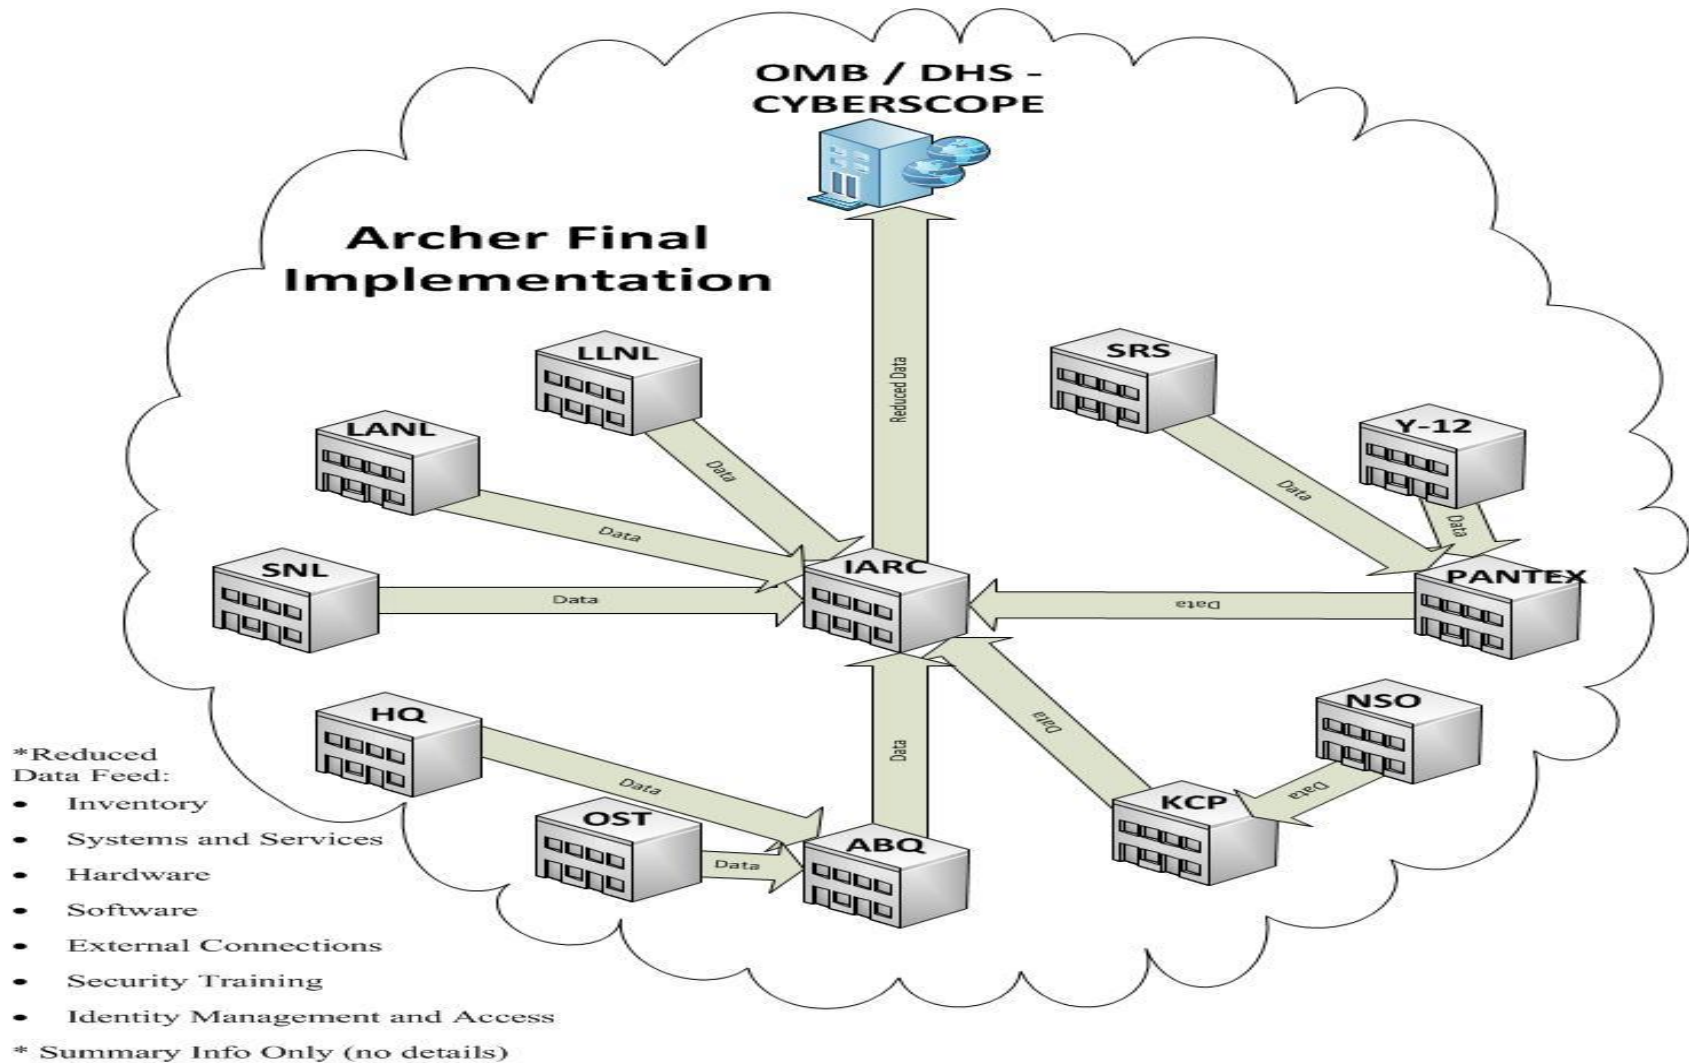 OMB / DHS -
CYBERSCOPE
Archer Final
Implementation
LLNL
SRS
LANL
Y-12
Reduced Data
Data
Data
Data
Data
SNL
IARC
PANTEX
Data
Data
HQ
NSO
Data
Data
Data
Data
KCP
OST
ABQ
Data
*Reduced
Data Feed:
• Inventory
• Systems and Services
• Hardware
• Software
• External Connections
• Security Training
• Identity Management and Access
* Summary Info Only (no details)